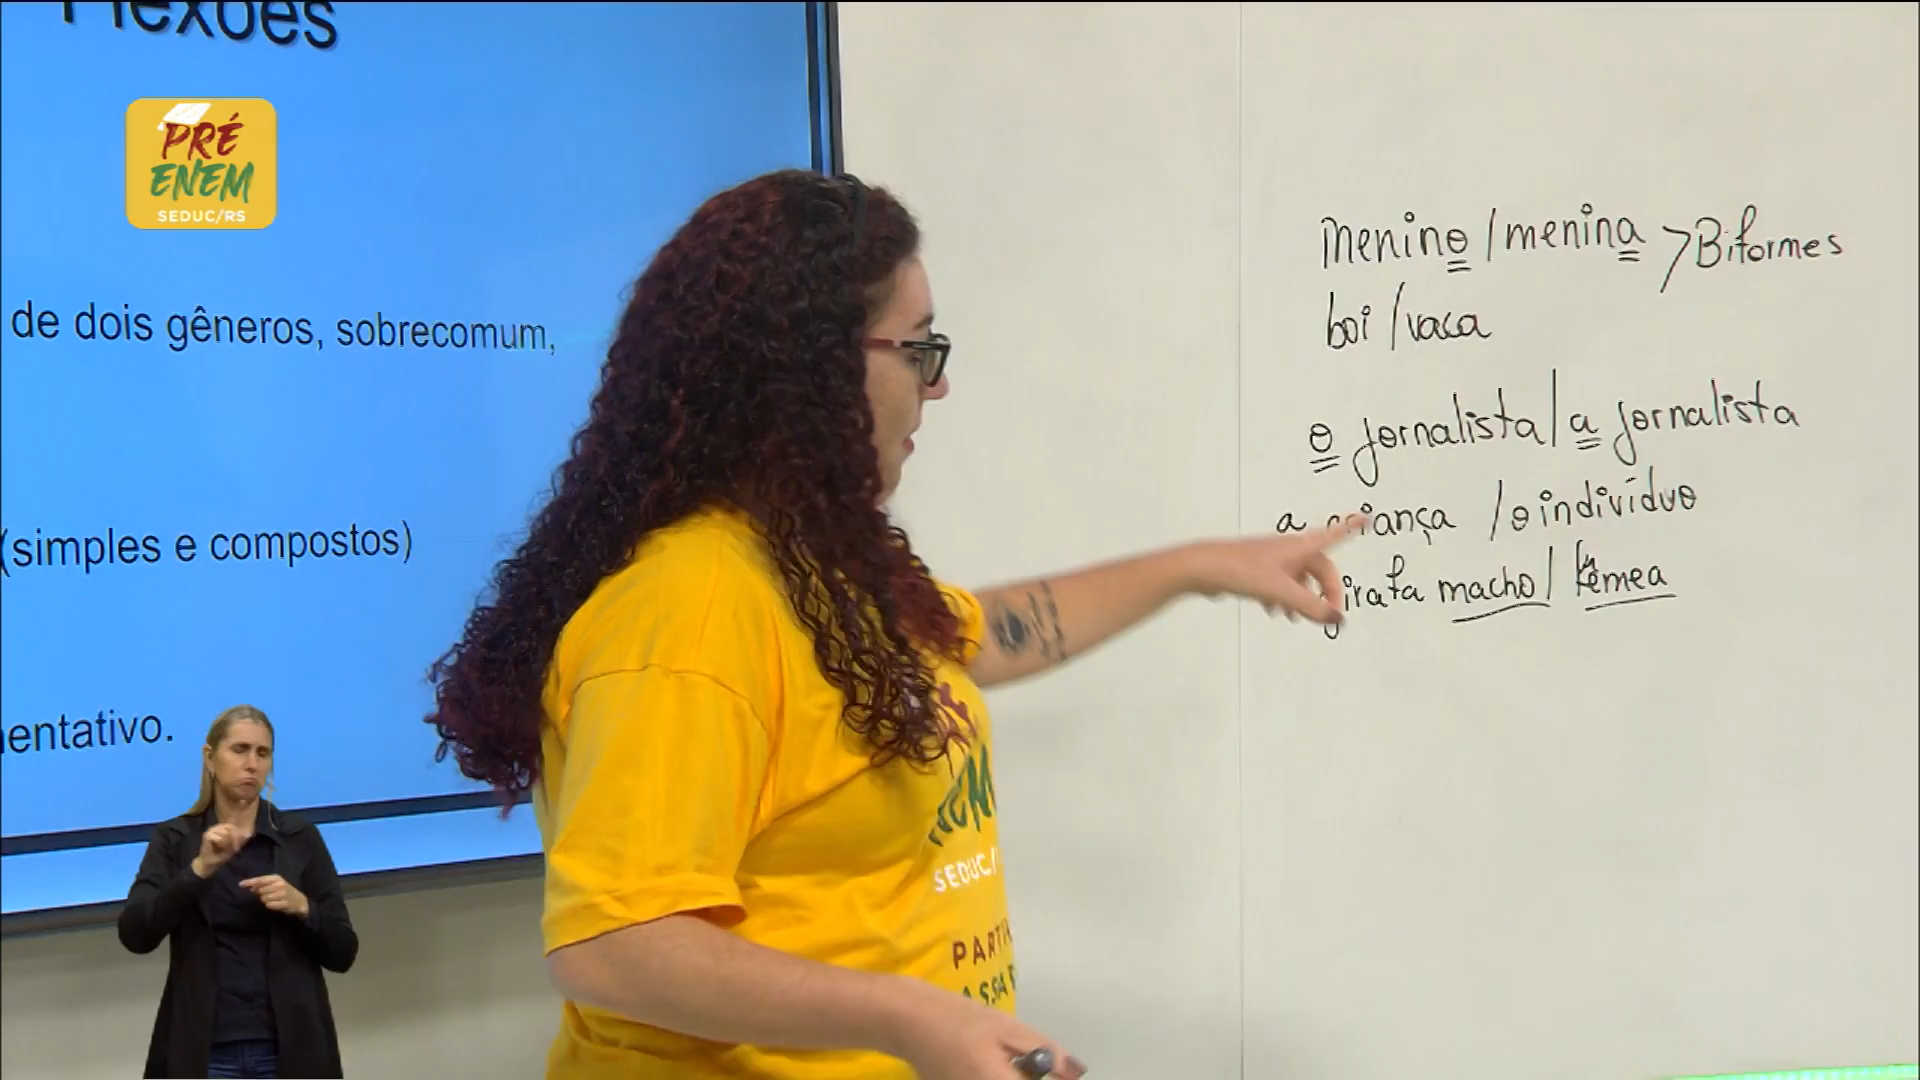 Flexões
PRÉ
ENEM
SEDUC/RS
de dois gêneros, sobrecomum,
(simples e compostos)
entativo.
menino / menina > Biformes
boi / vaca
o jornalista / a jornalista
a criança / o indivíduo
girafa macho / fêmea
SEDUC/